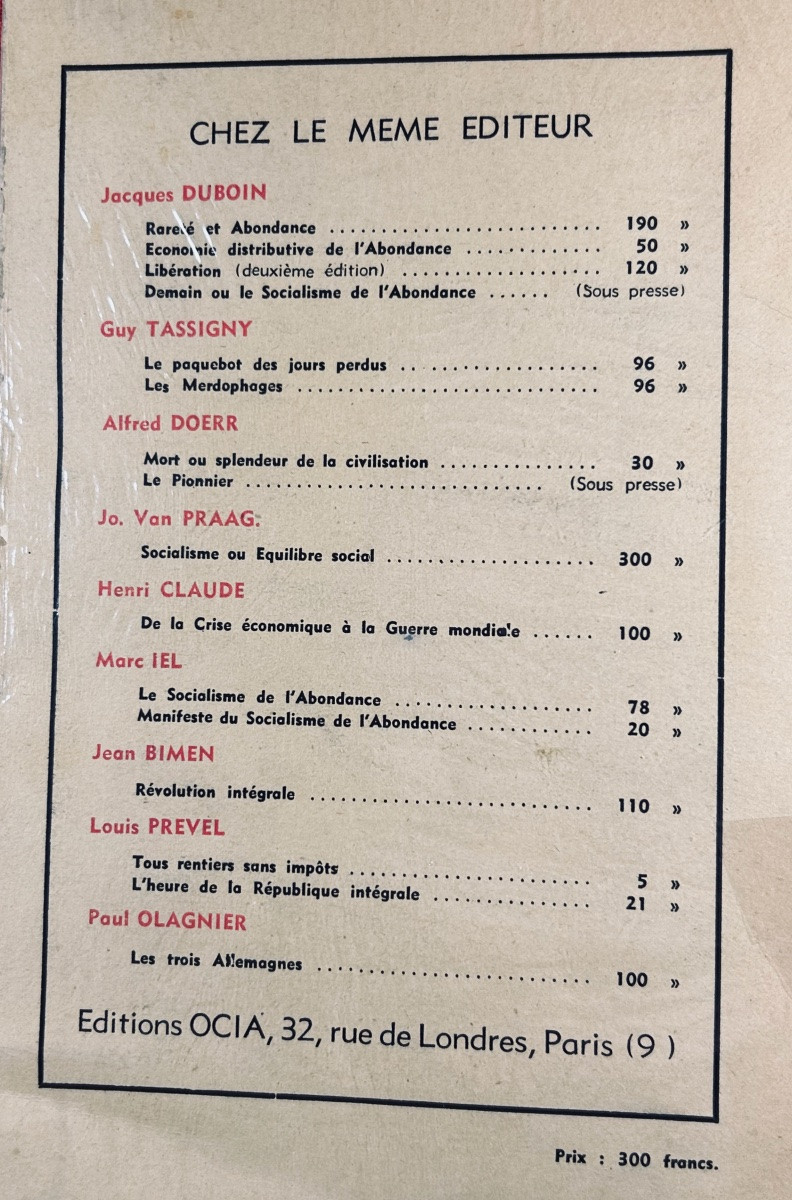 CHEZ LE MEME EDITEUR
Jacques DUBOIN
Rareté et Abondance ........................... 190 »
Economie distributive de l'Abondance ............. 50 »
Libération (deuxième édition) .................... 120 »
Demain ou le Socialisme de l'Abondance ...... (Sous presse)
Guy TASSIGNY
Le paquebot des jours perdus .. ................. 96 »
Les Merdophages ............................. 96 »
Alfred DOERR
Mort ou splendeur de la civilisation ............... 30 »
Le Pionnier ............................. (Sous presse)
Jo. Van PRAAG.
Socialisme ou Equilibre social .................... 300 »
Henri CLAUDE
De la Crise économique à la Guerre mondiale ...... 100 »
Marc IEL
Le Socialisme de l'Abondance .................... 78 »
Manifeste du Socialisme de l'Abondance ............ 20 »
Jean BIMEN
Révolution intégrale ............................ 110 »
Louis PREVEL
Tous rentiers sans impôts ........................ 5 »
L'heure de la République intégrale ................ 21 »
Paul OLAGNIER
Les trois Allemagnes ........................... 100 »
Editions OCIA, 32, rue de Londres, Paris (9 )
Prix : 300 francs.